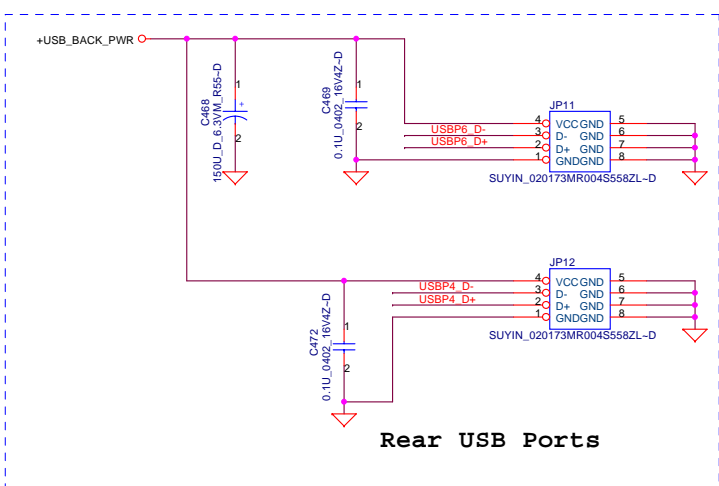 +USB_BACK_PWR
1
C468
150U_D_6.3VM_R55~D
+
2
1
C469
0.1U_0402_16V4Z~D
2
JP11
4 VCC GND 5
USBP6_D- 3 D- GND 6
USBP6_D+ 2 D+ GND 7
1 GND GND 8
SUYIN_020173MR004S558ZL~D
JP12
4 VCC GND 5
USBP4_D- 3 D- GND 6
USBP4_D+ 2 D+ GND 7
1 GND GND 8
SUYIN_020173MR004S558ZL~D
1
C472
0.1U_0402_16V4Z~D
2
Rear USB Ports